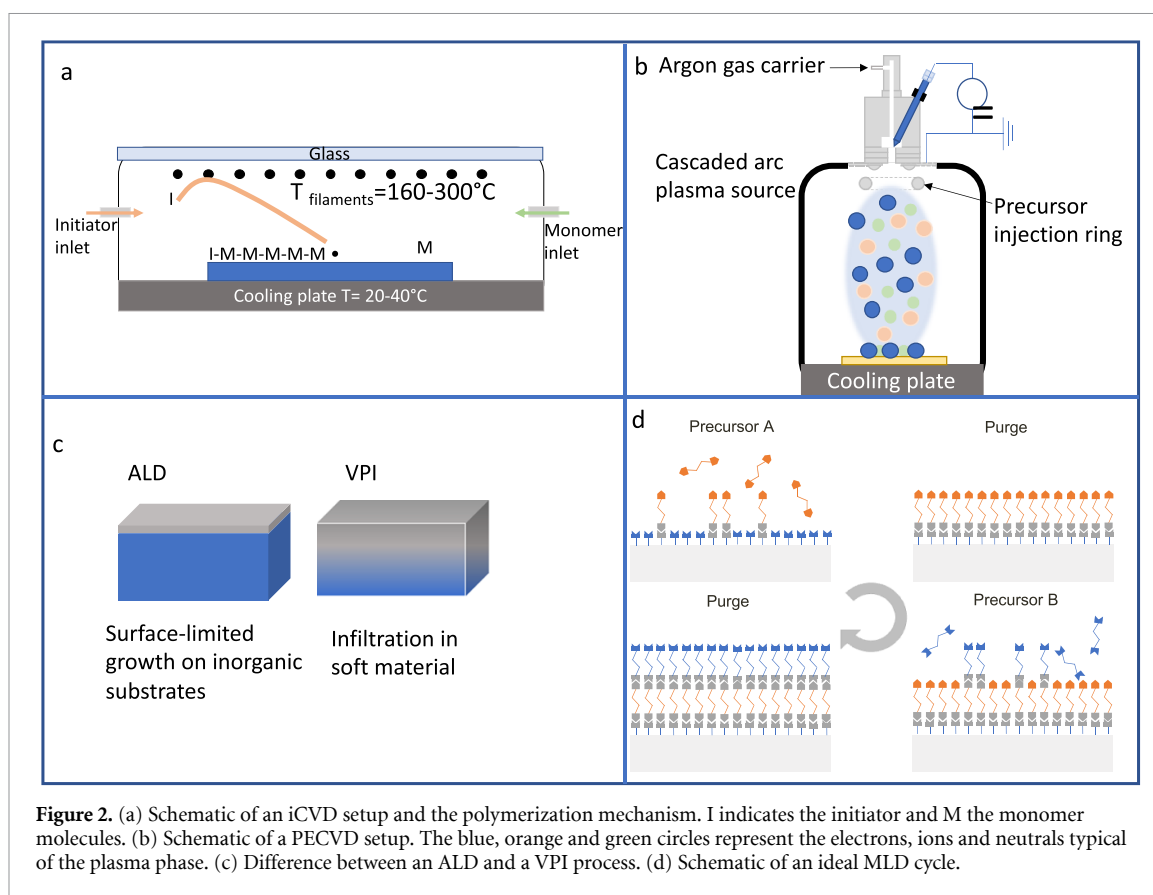 a
Glass
I
T filaments=160-300°C
Initiator
inlet
Monomer
inlet
I-M-M-M-M-M
M
Cooling plate T= 20-40°C
b
Argon gas carrier
Cascaded arc
plasma source
Precursor
injection ring
Cooling plate
c
ALD
VPI
Surface-limited
growth on inorganic
substrates
Infiltration in
soft material
d
Precursor A
Purge
Purge
Precursor B
Figure 2. (a) Schematic of an iCVD setup and the polymerization mechanism. I indicates the initiator and M the monomer
molecules. (b) Schematic of a PECVD setup. The blue, orange and green circles represent the electrons, ions and neutrals typical
of the plasma phase. (c) Difference between an ALD and a VPI process. (d) Schematic of an ideal MLD cycle.